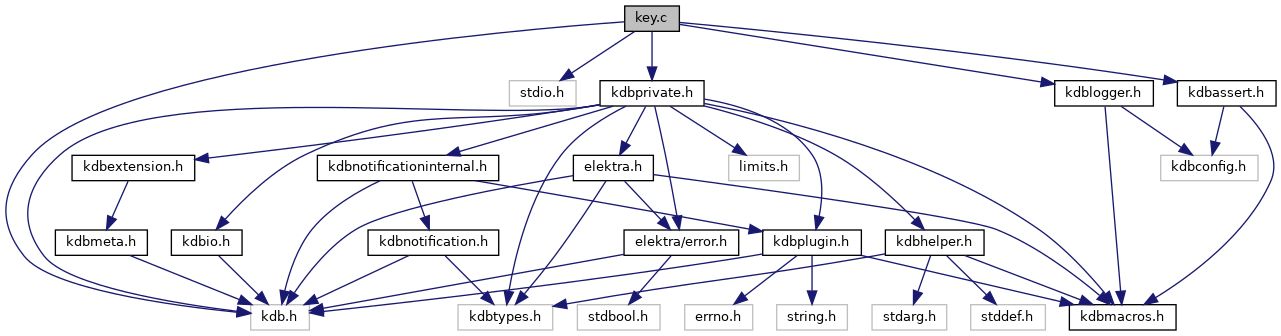 key.c
stdio.h
kdbprivate.h
kdblogger.h
kdbassert.h
kdbextension.h
kdbnotificationinternal.h
elektra.h
limits.h
kdbconfig.h
kdbmeta.h
kdbio.h
kdbnotification.h
elektra/error.h
kdbplugin.h
kdbhelper.h
kdb.h
kdbtypes.h
stdbool.h
errno.h
string.h
stdarg.h
stddef.h
kdbmacros.h